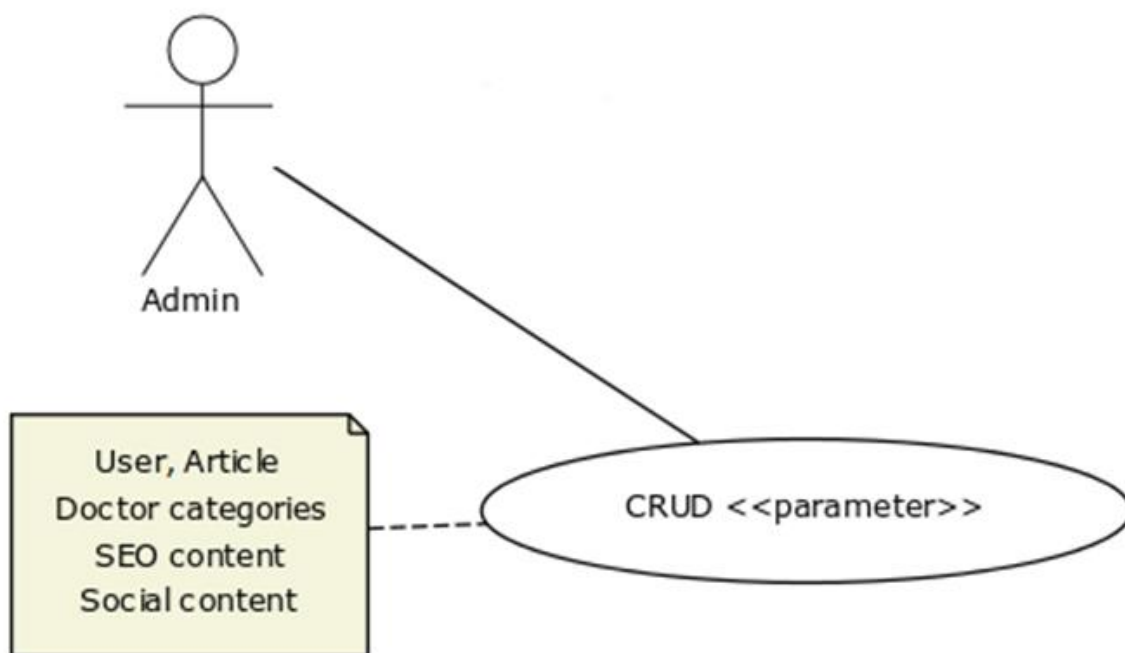 Admin
User, Article
Doctor categories
SEO content
Social content
CRUD <<parameter>>